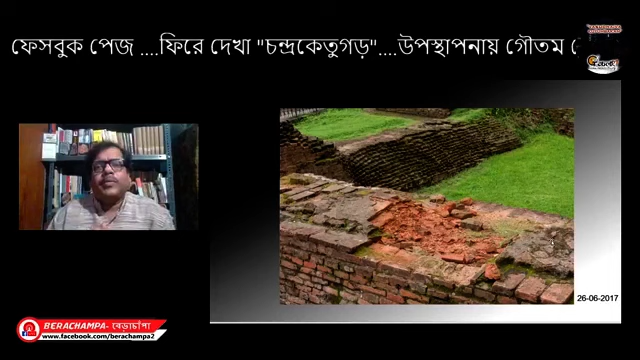 ফেসবুক পেজ ....ফিরে দেখা "চন্দ্রকেতুগড়"....উপস্থাপনায় গৌতম
26-06-2017
BERACHAMPA- বেড়াচাঁপা
www.facebook.com/berachampa2